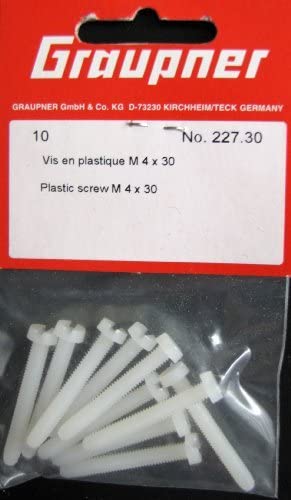 Graupner
GRAUPNER GmbH & Co. KG D-73230 KIRCHHEIM/TECK GERMANY
10 No. 227.30
Vis en plastique M 4 x 30
Plastic screw M 4 x 30